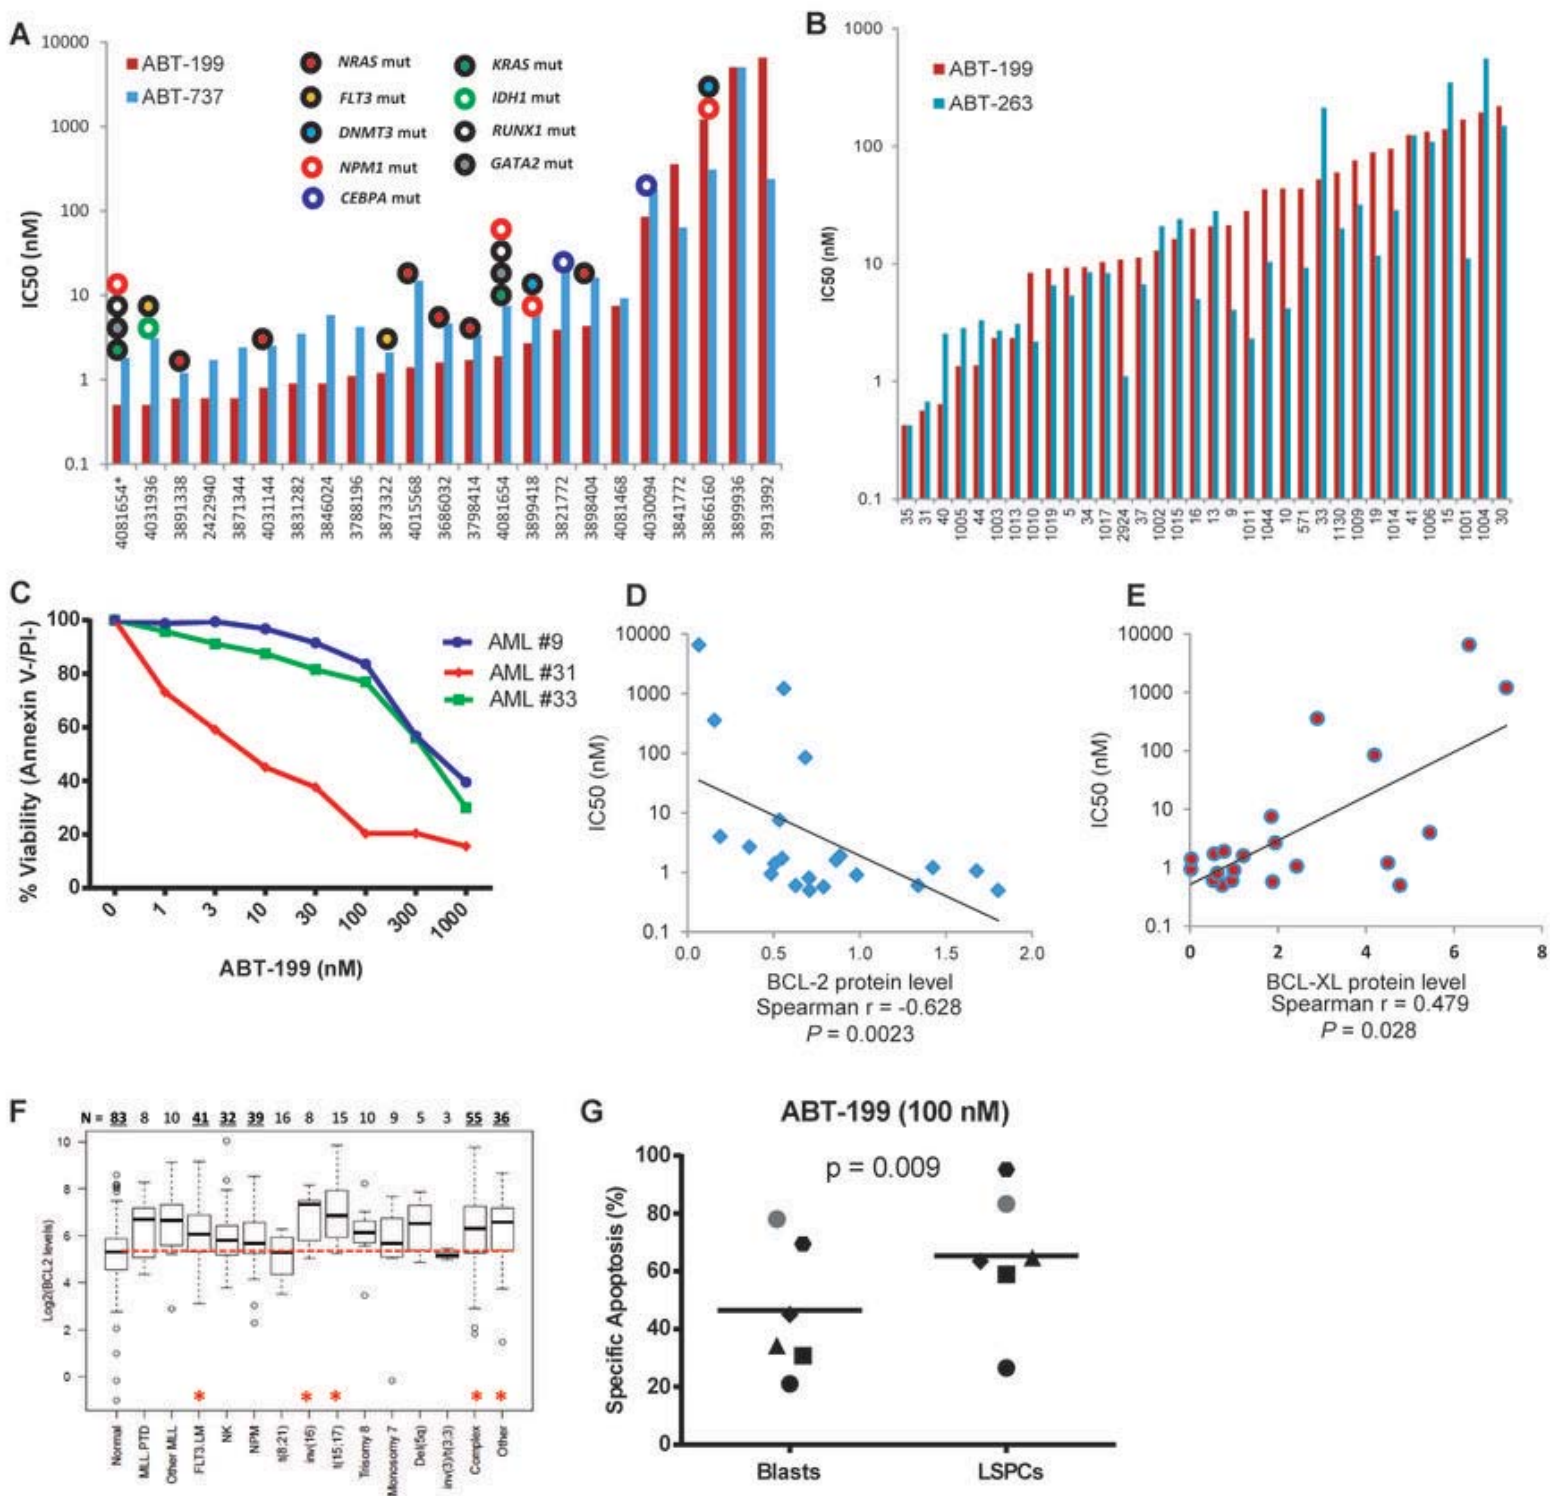 A
IC50 (nM)
10000
1000
100
10
1
0.1
ABT-199
ABT-737
NRAS mut
FLT3 mut
DNMT3 mut
NPM1 mut
CEBPA mut
KRAS mut
IDH1 mut
RUNX1 mut
GATA2 mut
4081654*
4031936
3891338
2422940
3871344
4031144
3831282
3846024
3788196
3873322
4015568
3686032
3798414
4081654
3899418
3821772
3898404
4081468
4030094
3841772
3866160
3899936
3913992
B
IC50 (nM)
1000
100
10
1
0.1
ABT-199
ABT-263
35
31
40
1005
44
1003
1013
1010
1019
5
34
1017
2924
37
1002
1015
16
13
9
1011
1044
10
571
33
1130
1009
19
1014
41
1006
15
1001
1004
30
C
% Viability (Annexin V-/PI-)
100
80
60
40
20
0
AML #9
AML #31
AML #33
0
1
3
10
30
100
300
1000
ABT-199 (nM)
D
IC50 (nM)
10000
1000
100
10
1
0.1
0.0
0.5
1.0
1.5
2.0
BCL-2 protein level
Spearman r = -0.628
P = 0.0023
E
IC50 (nM)
10000
1000
100
10
1
0.1
0
2
4
6
8
BCL-XL protein level
Spearman r = 0.479
P = 0.028
F
N = 83 8 10 41 32 39 16 8 15 10 9 5 3 55 36
Log2(BCL2 levels)
10
8
6
4
2
0
* * * * *
Normal
MLL.PTD
Other MLL
FLT3.LM
NK
NPM
t(8;21)
inv(16)
t(15;17)
Trisomy 8
Monosomy 7
Del(5q)
inv(3)/t(3;3)
Complex
Other
G
ABT-199 (100 nM)
p = 0.009
Specific Apoptosis (%)
100
80
60
40
20
0
Blasts
LSPCs